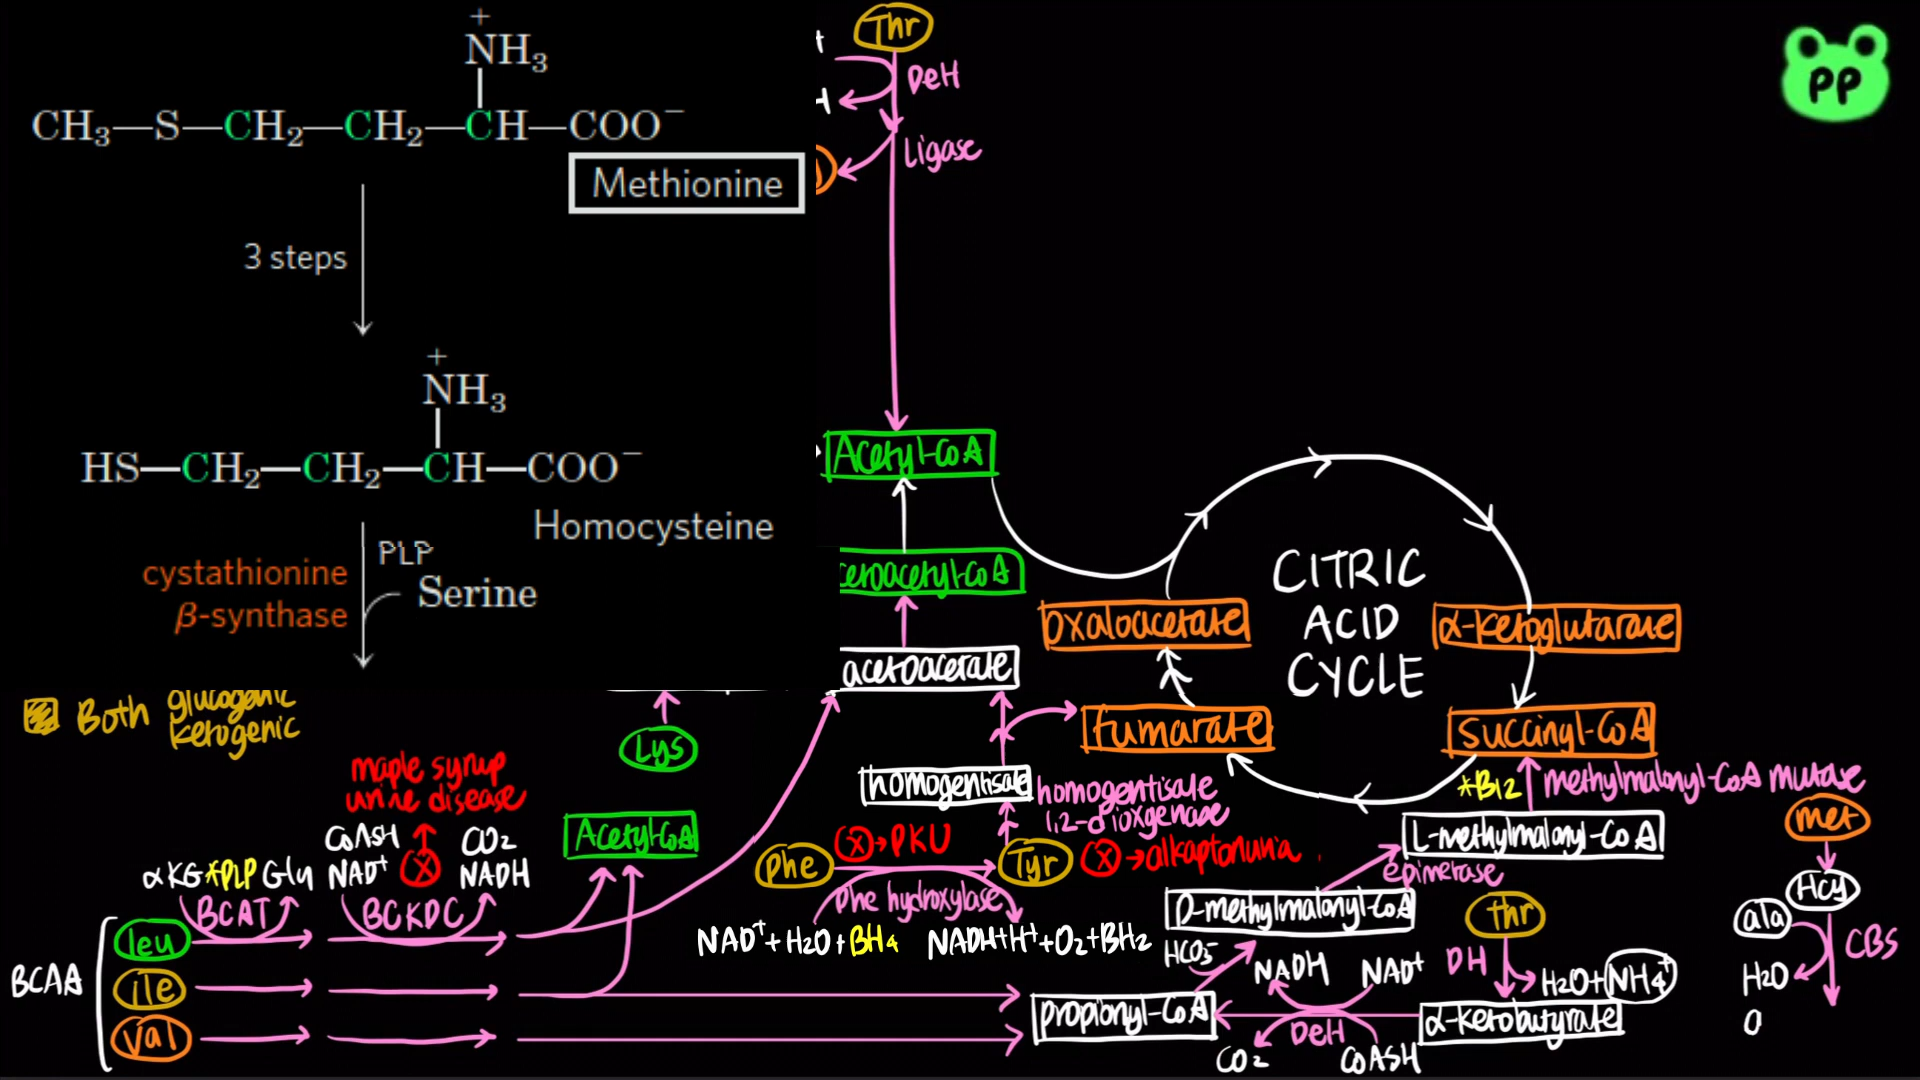 +
NH₃
CH₃—S—CH₂—CH₂—CH—COO⁻
Methionine
3 steps
+
NH₃
HS—CH₂—CH₂—CH—COO⁻
Homocysteine
PLP
cystathionine
β-synthase
Serine
Thr
DeH
Ligase
PP
Acetyl-CoA
acetoacerate
CITRIC
ACID
CYCLE
oxaloacetate
α-ketoglutarate
fumarate
succinyl-CoA
*B12
methylmalonyl-CoA mutase
L-methylmalonyl-CoA
epimerase
D-methylmalonyl-CoA
HCO₃⁻
Both glucogenic
ketogenic
Lys
maple syrup
urine disease
CoASH
NAD⁺
CO₂
NADH
Acetyl-CoA
αKG *PLP Glu
BCAT
BCKDC
BCAA
leu
ile
val
homogentisate
homogentisate
1,2-dioxgenase
Phe
X → PKU
Tyr
X → alkaptonuria
Phe hydroxylase
NAD⁺ + H₂O + BH₄
NADH + H⁺ + O₂ + BH₂
propionyl-CoA
NADH
NAD⁺
CO₂
DeH
CoASH
thr
DH
H₂O + NH₄⁺
α-ketobutyrate
met
Hcy
ala
CBS
H₂O